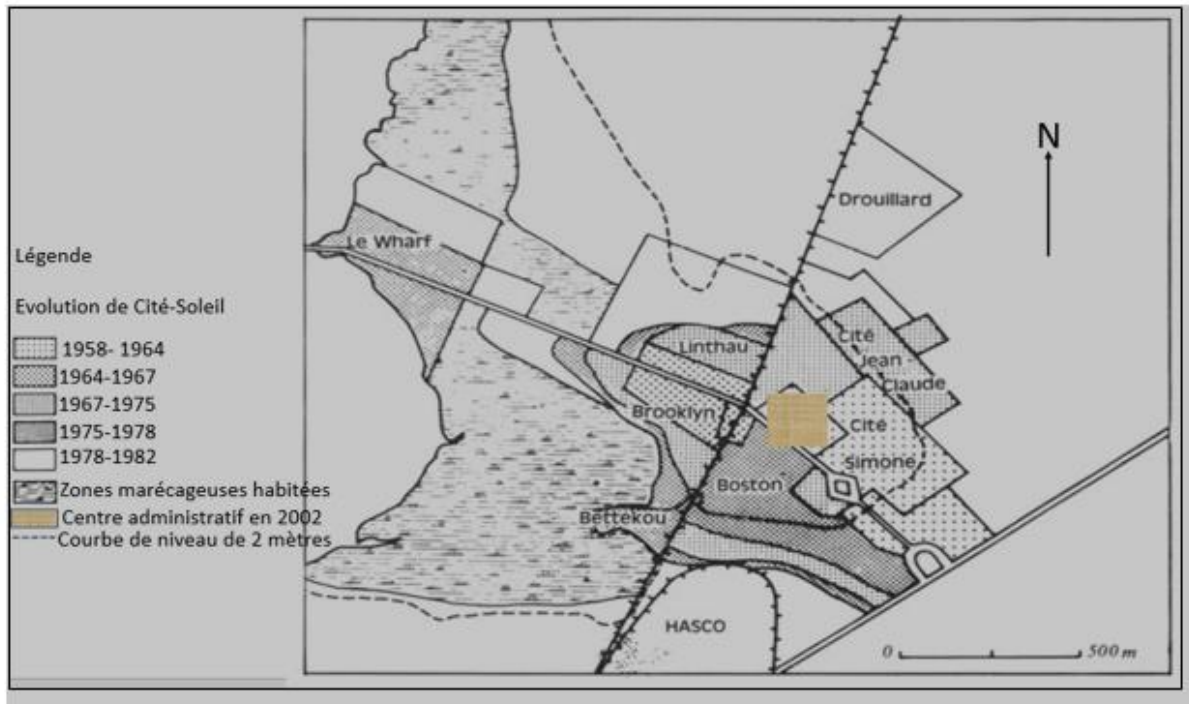 Légende
Evolution de Cité-Soleil
1958- 1964
1964-1967
1967-1975
1975-1978
1978-1982
Zones marécageuses habitées
Centre administratif en 2002
Courbe de niveau de 2 mètres
N
Drouillard
Le Wharf
Linthau
Cité
Jean
Claude
Brooklyn
Cité
Simone
Boston
Bettekou
HASCO
0 500 m